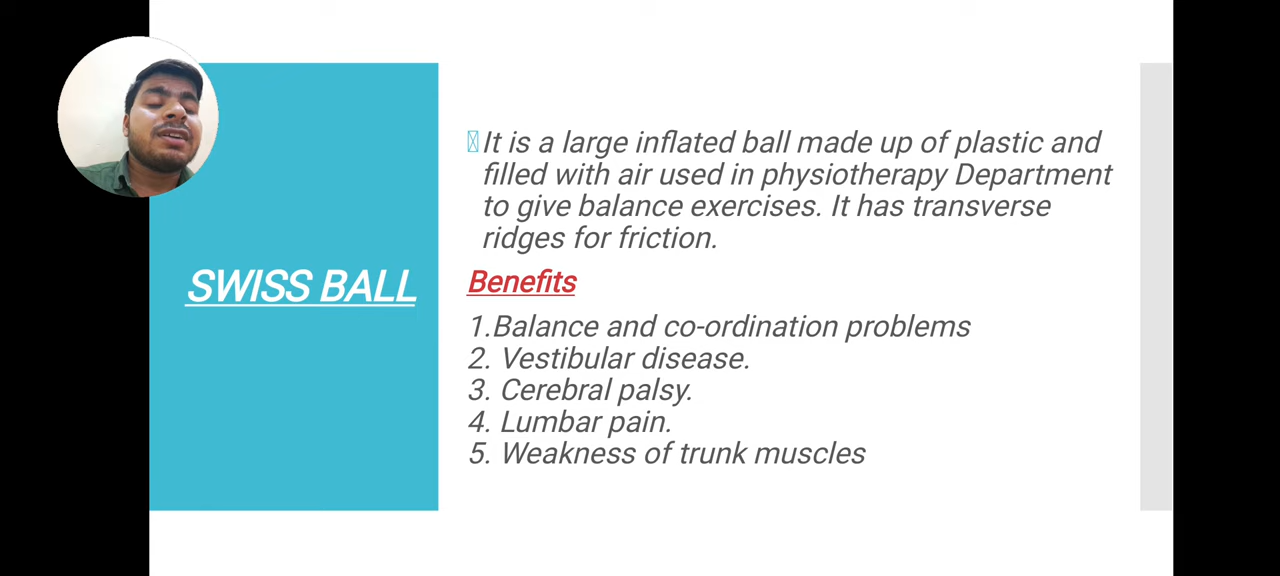 SWISS BALL
It is a large inflated ball made up of plastic and
filled with air used in physiotherapy Department
to give balance exercises. It has transverse
ridges for friction.
Benefits
1.Balance and co-ordination problems
2. Vestibular disease.
3. Cerebral palsy.
4. Lumbar pain.
5. Weakness of trunk muscles